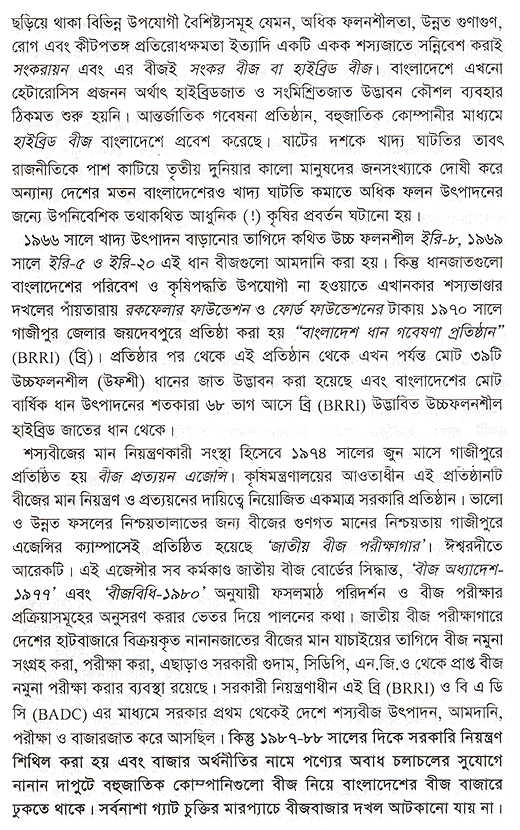 ছড়িয়ে থাকা বিভিন্ন উপযোগী বৈশিষ্ট্যসমূহ যেমন, অধিক ফলনশীলতা, উন্নত গুণাগুণ,
রোগ এবং কীটপতঙ্গ প্রতিরোধক্ষমতা ইত্যাদি একটি একক শস্যজাতে সন্নিবেশ করাই
সংকরায়ন এবং এর বীজই সংকর বীজ বা হাইব্রিড বীজ। বাংলাদেশে এখনো
হেটারোসিস প্রজনন অর্থাৎ হাইব্রিডজাত ও সংমিশ্রিতজাত উদ্ভাবন কৌশল ব্যবহার
ঠিকমত শুরু হয়নি। আন্তর্জাতিক গবেষনা প্রতিষ্ঠান, বহুজাতিক কোম্পানীর মাধ্যমে
হাইব্রিড বীজ বাংলাদেশে প্রবেশ করেছে। ষাটের দশকে খাদ্য ঘাটতির তাবৎ
রাজনীতিকে পাশ কাটিয়ে তৃতীয় দুনিয়ার কালো মানুষদের জনসংখ্যাকে দোষী করে
অন্যান্য দেশের মতন বাংলাদেশেরও খাদ্য ঘাটতি কমাতে অধিক ফলন উৎপাদনের
জন্যে উপনিবেশিক তথাকথিত আধুনিক (!) কৃষির প্রবর্তন ঘটানো হয়।
১৯৬৬ সালে খাদ্য উৎপাদন বাড়ানোর তাগিদে কথিত উচ্চ ফলনশীল ইরি-৮, ১৯৬৯
সালে ইরি-৫ ও ইরি-২০ এই ধান বীজগুলো আমদানি করা হয়। কিন্তু ধানজাতগুলো
বাংলাদেশের পরিবেশ ও কৃষিপদ্ধতি উপযোগী না হওয়াতে এখানকার শস্যভাণ্ডার
দখলের পাঁয়তারায় রকফেলার ফাউন্ডেশন ও ফোর্ড ফাউন্ডেশনের টাকায় ১৯৭০ সালে
গাজীপুর জেলার জয়দেবপুরে প্রতিষ্ঠা করা হয় “বাংলাদেশ ধান গবেষণা প্রতিষ্ঠান”
(BRRI) (ব্রি)। প্রতিষ্ঠার পর থেকে এই প্রতিষ্ঠান থেকে এখন পর্যন্ত মোট ৩৯টি
উচ্চফলনশীল (উফশী) ধানের জাত উদ্ভাবন করা হয়েছে এবং বাংলাদেশের মোট
বার্ষিক ধান উৎপাদনের শতকারা ৬৮ ভাগ আসে ব্রি (BRRI) উদ্ভাবিত উচ্চফলনশীল
হাইব্রিড জাতের ধান থেকে।
শস্যবীজের মান নিয়ন্ত্রণকারী সংস্থা হিসেবে ১৯৭৪ সালের জুন মাসে গাজীপুরে
প্রতিষ্ঠিত হয় বীজ প্রত্যয়ন এজেন্সি। কৃষিমন্ত্রণালয়ের আওতাধীন এই প্রতিষ্ঠানটি
বীজের মান নিয়ন্ত্রণ ও প্রত্যয়নের দায়িত্বে নিয়োজিত একমাত্র সরকারি প্রতিষ্ঠান। ভালো
ও উন্নত ফসলের নিশ্চয়তালাভের জন্য বীজের গুণগত মানের নিশ্চয়তায় গাজীপুরে
এজেন্সির ক্যাম্পাসেই প্রতিষ্ঠিত হয়েছে ‘জাতীয় বীজ পরীক্ষাগার’। ঈশ্বরদীতে
আরেকটি। এই এজেন্সীর সব কর্মকাণ্ড জাতীয় বীজ বোর্ডের সিদ্ধান্ত, ‘বীজ অধ্যাদেশ-
১৯৭৭’ এবং ‘বীজবিধি-১৯৮০’ অনুযায়ী ফসলমাঠ পরিদর্শন ও বীজ পরীক্ষার
প্রক্রিয়াসমূহের অনুসরণ করার ভেতর দিয়ে পালনের কথা। জাতীয় বীজ পরীক্ষাগারে
দেশের হাটবাজারে বিক্রয়কৃত নানানজাতের বীজের মান যাচাইয়ের তাগিদে বীজ নমুনা
সংগ্রহ করা, পরীক্ষা করা, এছাড়াও সরকারী গুদাম, সিডিপি, এন.জি.ও থেকে প্রাপ্ত বীজ
নমুনা পরীক্ষা করার ব্যবস্থা রয়েছে। সরকারী নিয়ন্ত্রণাধীন এই ব্রি (BRRI) ও বি এ ডি
সি (BADC) এর মাধ্যমে সরকার প্রথম থেকেই দেশে শস্যবীজ উৎপাদন, আমদানি,
পরীক্ষা ও বাজারজাত করে আসছিল। কিন্তু ১৯৮৭-৮৮ সালের দিকে সরকারি নিয়ন্ত্রণ
শিথিল করা হয় এবং বাজার অর্থনীতির নামে পণ্যের অবাধ চলাচলের সুযোগে
নানান দাপুটে বহুজাতিক কোম্পানিগুলো বীজ নিয়ে বাংলাদেশের বীজ বাজারে
ঢুকতে থাকে। সর্বনাশা গ্যাট চুক্তির মারপ্যাচে বীজবাজার দখল আটকানো যায় না।